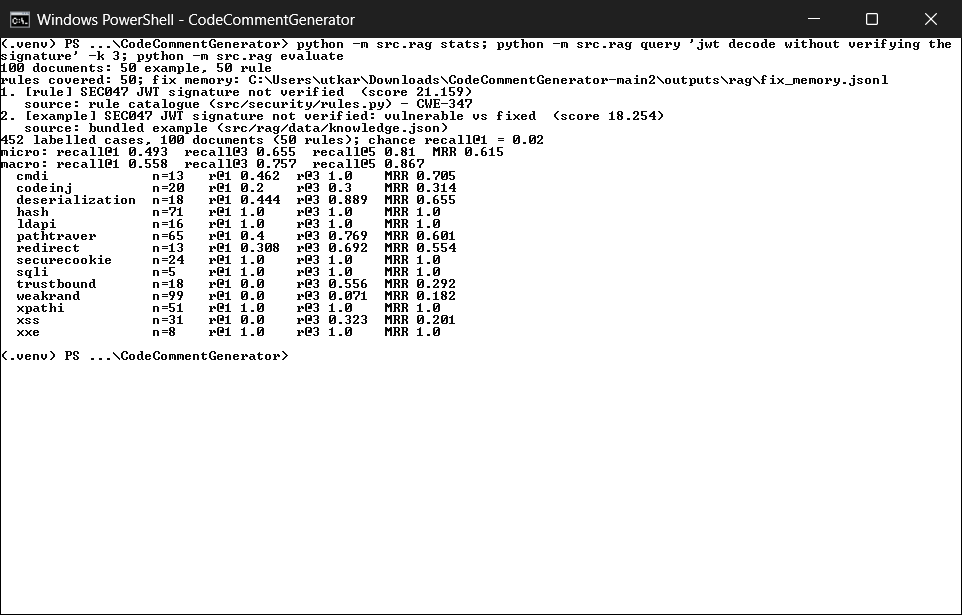 Windows PowerShell - CodeCommentGenerator
(.venv) PS ...\CodeCommentGenerator> python -m src.rag stats; python -m src.rag query 'jwt decode without verifying the
signature' -k 3; python -m src.rag evaluate
100 documents: 50 example, 50 rule
rules covered: 50; fix memory: C:\Users\utkar\Downloads\CodeCommentGenerator-main2\outputs\rag\fix_memory.jsonl
1. [rule] SEC047 JWT signature not verified  (score 21.159)
   source: rule catalogue (src/security/rules.py) - CWE-347
2. [example] SEC047 JWT signature not verified: vulnerable vs fixed  (score 18.254)
   source: bundled example (src/rag/data/knowledge.json)
452 labelled cases, 100 documents (50 rules); chance recall@1 = 0.02
micro: recall@1 0.493  recall@3 0.655  recall@5 0.81  MRR 0.615
macro: recall@1 0.558  recall@3 0.757  recall@5 0.867
  cmdi             n=13   r@1 0.462  r@3 1.0    MRR 0.705
  codeinj          n=20   r@1 0.2    r@3 0.3    MRR 0.314
  deserialization  n=18   r@1 0.444  r@3 0.889  MRR 0.655
  hash             n=71   r@1 1.0    r@3 1.0    MRR 1.0
  ldapi            n=16   r@1 1.0    r@3 1.0    MRR 1.0
  pathtraver       n=65   r@1 0.4    r@3 0.769  MRR 0.601
  redirect         n=13   r@1 0.308  r@3 0.692  MRR 0.554
  securecookie     n=24   r@1 1.0    r@3 1.0    MRR 1.0
  sqli             n=5    r@1 1.0    r@3 1.0    MRR 1.0
  trustbound       n=18   r@1 0.0    r@3 0.556  MRR 0.292
  weakrand         n=99   r@1 0.0    r@3 0.071  MRR 0.182
  xpathi           n=51   r@1 1.0    r@3 1.0    MRR 1.0
  xss              n=31   r@1 0.0    r@3 0.323  MRR 0.201
  xxe              n=8    r@1 1.0    r@3 1.0    MRR 1.0
(.venv) PS ...\CodeCommentGenerator>